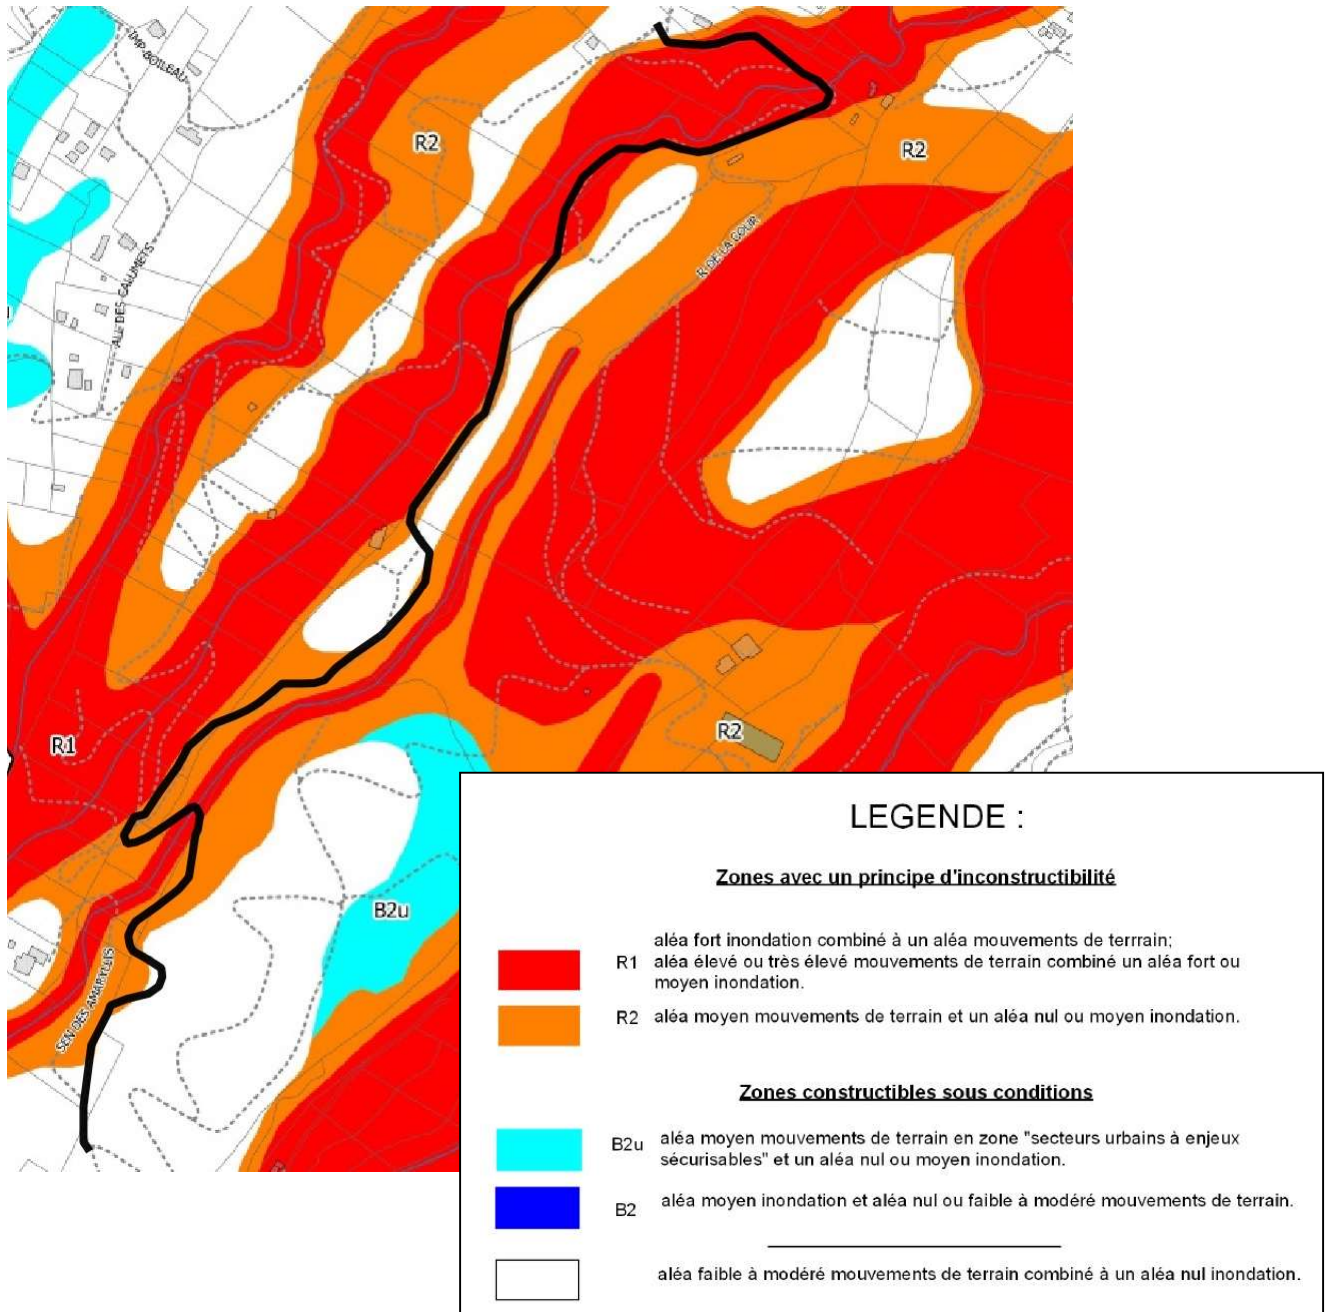 IMP-BOILEAU
R2
R2
R DE LA COUR
ALL DES CALUMETS
R1
R2
B2u
SEN DES AMARYLLIS
LEGENDE :
Zones avec un principe d'inconstructibilité
aléa fort inondation combiné à un aléa mouvements de terrrain;
R1 aléa élevé ou très élevé mouvements de terrain combiné un aléa fort ou
moyen inondation.
R2 aléa moyen mouvements de terrain et un aléa nul ou moyen inondation.
Zones constructibles sous conditions
B2u aléa moyen mouvements de terrain en zone "secteurs urbains à enjeux
sécurisables" et un aléa nul ou moyen inondation.
B2 aléa moyen inondation et aléa nul ou faible à modéré mouvements de terrain.
aléa faible à modéré mouvements de terrain combiné à un aléa nul inondation.